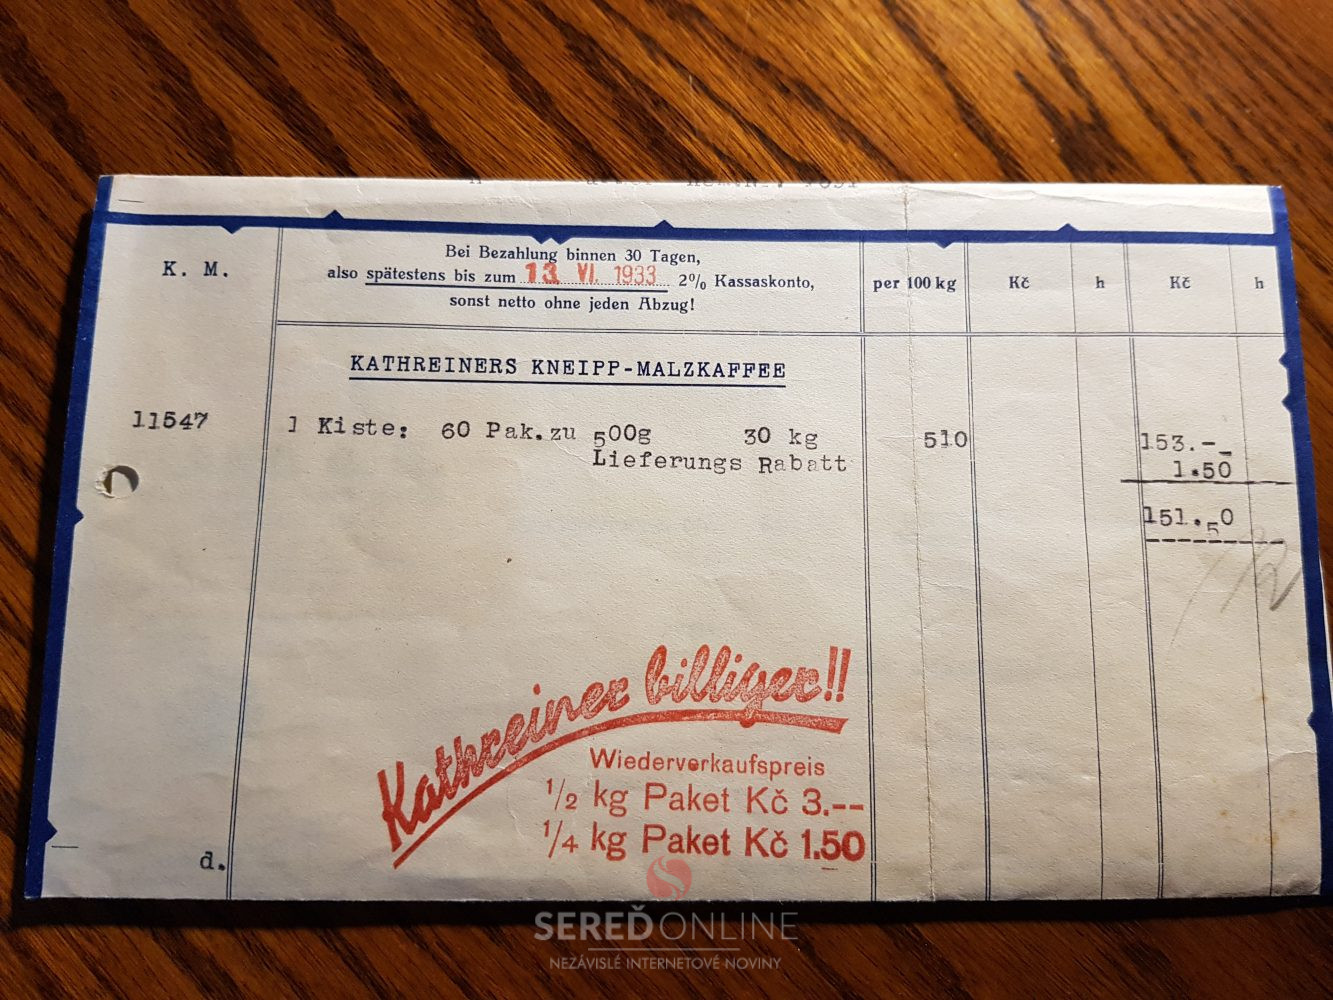 K. M.
Bei Bezahlung binnen 30 Tagen,
also spätestens bis zum 13. VI. 1933 2% Kassaskonto,
sonst netto ohne jeden Abzug!
per 100 kg Kč h Kč h
KATHREINERS KNEIPP-MALZKAFFEE
11547 1 Kiste: 60 Pak.zu 500g 30 kg 510 153.-
Lieferungs Rabatt 1.50
151.50
Kathreiner billiger!!
Wiederverkaufspreis
1/2 kg Paket Kč 3.--
1/4 kg Paket Kč 1.50
d.
SEREĎONLINE
NEZÁVISLÉ INTERNETOVÉ NOVINY